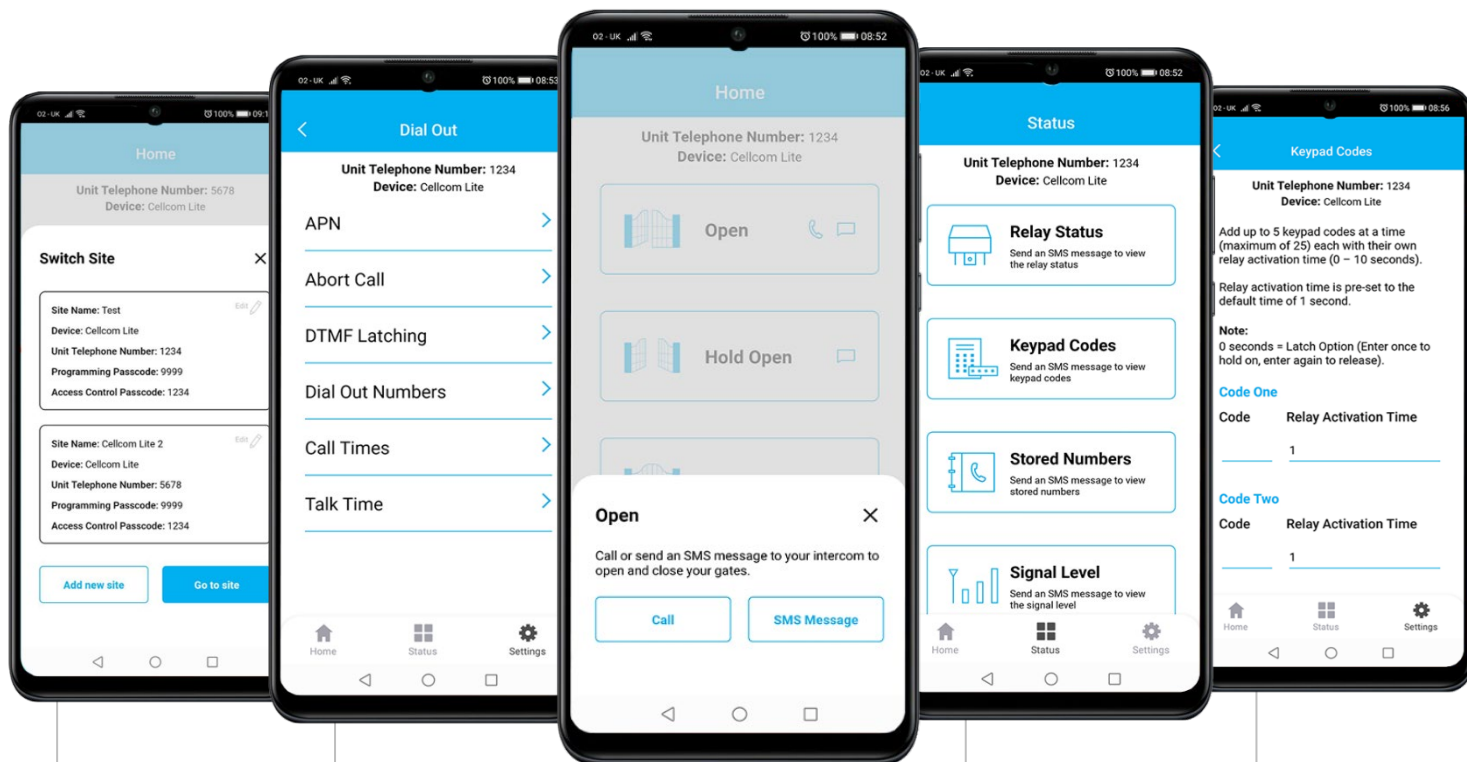 02-UK
100% 09:1
Home
Unit Telephone Number: 5678
Device: Cellcom Lite
Switch Site
Site Name: Test
Edit
Device: Cellcom Lite
Unit Telephone Number: 1234
Programming Passcode: 9999
Access Control Passcode: 1234
Site Name: Cellcom Lite 2
Edit
Device: Cellcom Lite
Unit Telephone Number: 5678
Programming Passcode: 9999
Access Control Passcode: 1234
Add new site
Go to site
02-UK
100% 08:53
Dial Out
Unit Telephone Number: 1234
Device: Cellcom Lite
APN
Abort Call
DTMF Latching
Dial Out Numbers
Call Times
Talk Time
Home
Status
Settings
02-UK
100% 08:52
Home
Unit Telephone Number: 1234
Device: Cellcom Lite
Open
Hold Open
Open
Call or send an SMS message to your intercom to
open and close your gates.
Call
SMS Message
02-UK
100% 08:52
Status
Unit Telephone Number: 1234
Device: Cellcom Lite
Relay Status
Send an SMS message to view
the relay status
Keypad Codes
Send an SMS message to view
keypad codes
Stored Numbers
Send an SMS message to view
stored numbers
Signal Level
Send an SMS message to view
the signal level
Home
Status
Settings
02-UK
100% 08:56
Keypad Codes
Unit Telephone Number: 1234
Device: Cellcom Lite
Add up to 5 keypad codes at a time
(maximum of 25) each with their own
relay activation time (0 – 10 seconds).
Relay activation time is pre-set to the
default time of 1 second.
Note:
0 seconds = Latch Option (Enter once to
hold on, enter again to release).
Code One
Code
Relay Activation Time
1
Code Two
Code
Relay Activation Time
1
Home
Status
Settings